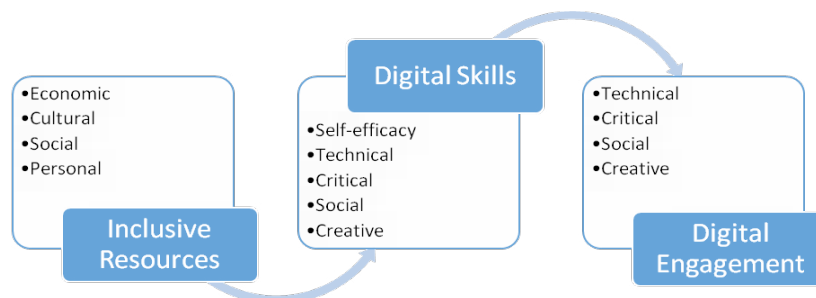 •Economic
•Cultural
•Social
•Personal
Inclusive
Resources
Digital Skills
•Self-efficacy
•Technical
•Critical
•Social
•Creative
•Technical
•Critical
•Social
•Creative
Digital
Engagement